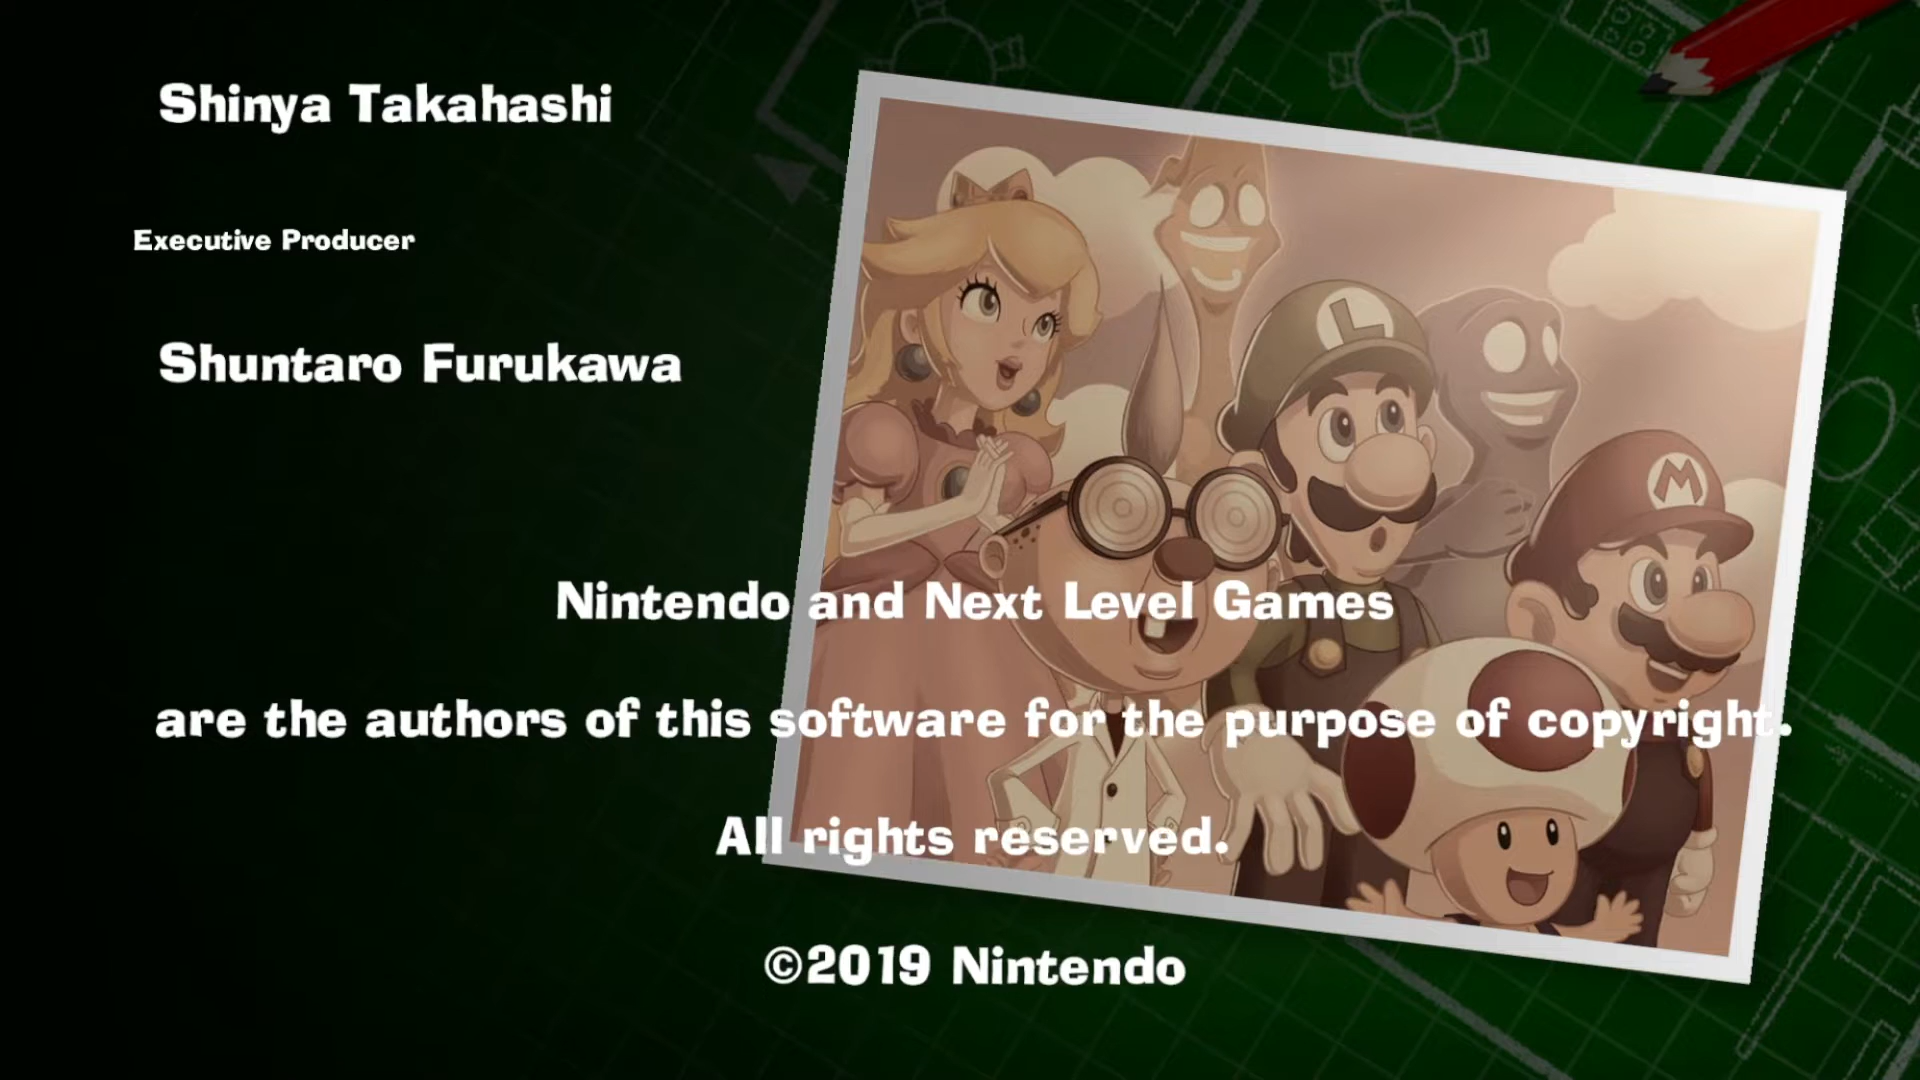 Shinya Takahashi
Executive Producer
Shuntaro Furukawa
L
M
Nintendo and Next Level Games
are the authors of this software for the purpose of copyright.
All rights reserved.
©2019 Nintendo